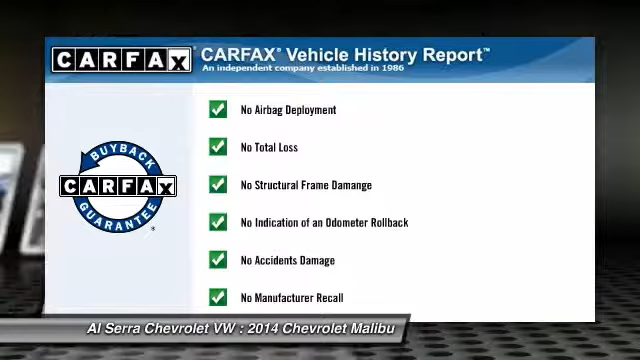 CARFAX CARFAX® Vehicle History Report™
An independent company established in 1986
No Airbag Deployment
No Total Loss
BUYBACK
CARFAX
GUARANTEE®
No Structural Frame Damange
No Indication of an Odometer Rollback
No Accidents Damage
No Manufacturer Recall
Al Serra Chevrolet VW : 2014 Chevrolet Malibu